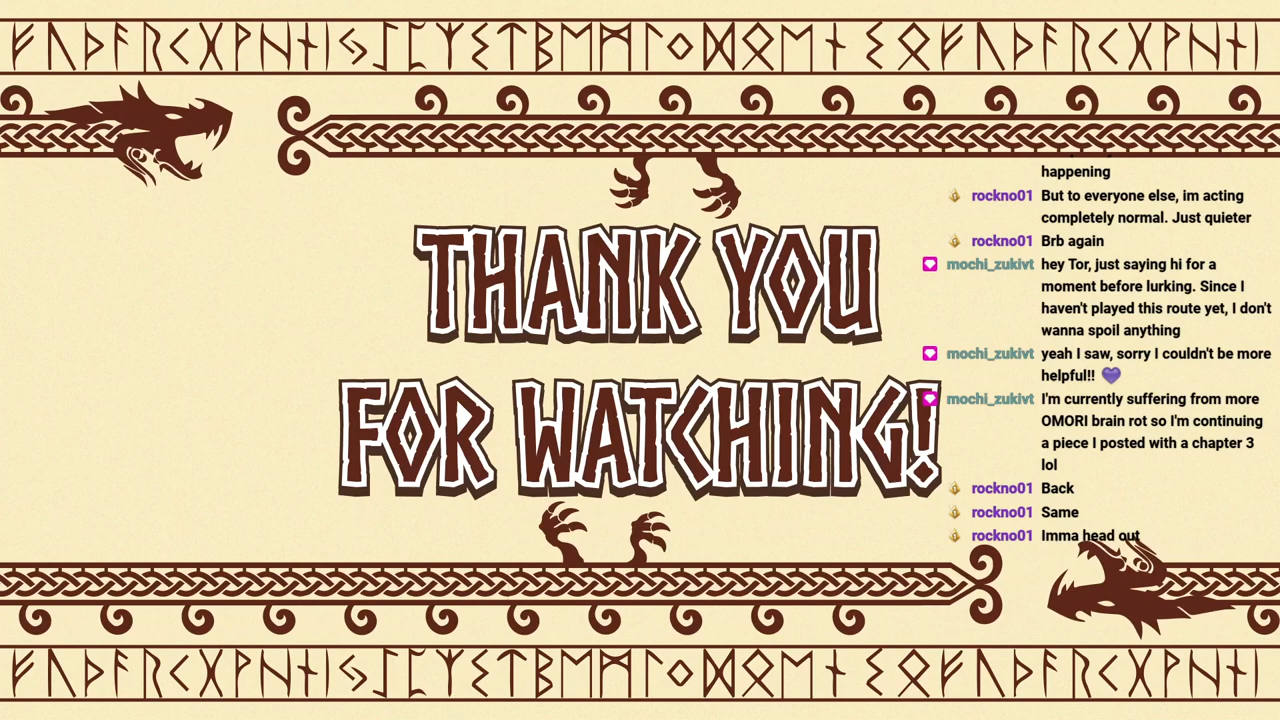 ᚠᚢᚦᚨᚱᚲᚷᚹᚺᚾᛁᛃᛇᛈᛉᛊᛏᛒᛖᛗᛚᛜᛞᛟ
happening
rockno01 But to everyone else, im acting
completely normal. Just quieter
rockno01 Brb again
mochi_zukivt hey Tor, just saying hi for a
moment before lurking. Since I
haven't played this route yet, I don't
wanna spoil anything
THANK YOU
mochi_zukivt yeah I saw, sorry I couldn't be more
helpful!! 💜
FOR WATCHING!
mochi_zukivt I'm currently suffering from more
OMORI brain rot so I'm continuing
a piece I posted with a chapter 3
lol
rockno01 Back
rockno01 Same
rockno01 Imma head out
ᚠᚢᚦᚨᚱᚲᚷᚹᚺᚾᛁᛃᛇᛈᛉᛊᛏᛒᛖᛗᛚᛜᛞᛟ